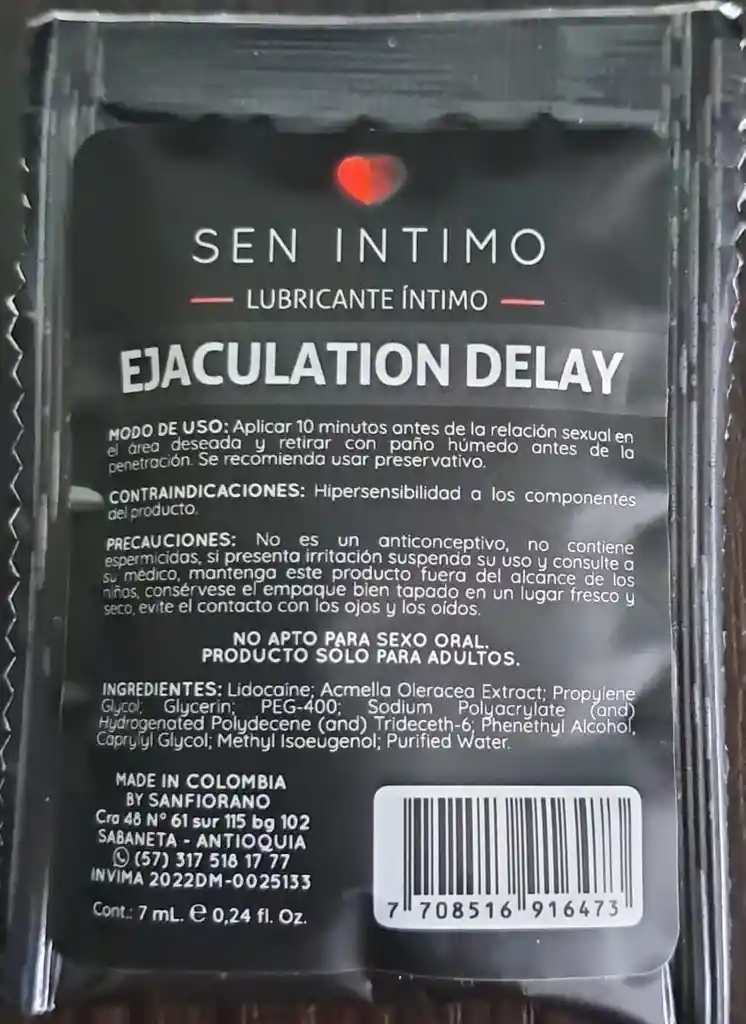 SEN INTIMO
LUBRICANTE ÍNTIMO
EJACULATION DELAY
MODO DE USO: Aplicar 10 minutos antes de la relación sexual en
el área deseada y retirar con paño húmedo antes de la
penetración. Se recomienda usar preservativo.
CONTRAINDICACIONES: Hipersensibilidad a los componentes
del producto.
PRECAUCIONES: No es un anticonceptivo, no contiene
espermicidas, si presenta irritación suspenda su uso y consulte a
su médico, mantenga este producto fuera del alcance de los
niños, consérvese el empaque bien tapado en un lugar fresco y
seco, evite el contacto con los ojos y los oídos.
NO APTO PARA SEXO ORAL.
PRODUCTO SOLO PARA ADULTOS.
INGREDIENTES: Lidocaine; Acmella Oleracea Extract; Propylene
Glycol; Glycerin; PEG-400; Sodium Polyacrylate (and)
Hydrogenated Polydecene (and) Trideceth-6; Phenethyl Alcohol,
Caprylyl Glycol; Methyl Isoeugenol; Purified Water.
MADE IN COLOMBIA
BY SANFIORANO
Cra 48 N° 61 sur 115 bg 102
SABANETA - ANTIOQUIA
(57) 317 518 17 77
INVIMA 2022DM-0025133
Cont.: 7 mL. e 0,24 fl. Oz.
7 708516 916473